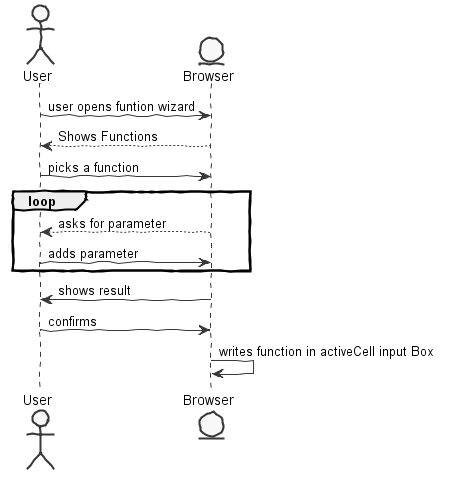 User
Browser
user opens funtion wizard
Shows Functions
picks a function
loop
asks for parameter
adds parameter
shows result
confirms
writes function in activeCell input Box
User
Browser